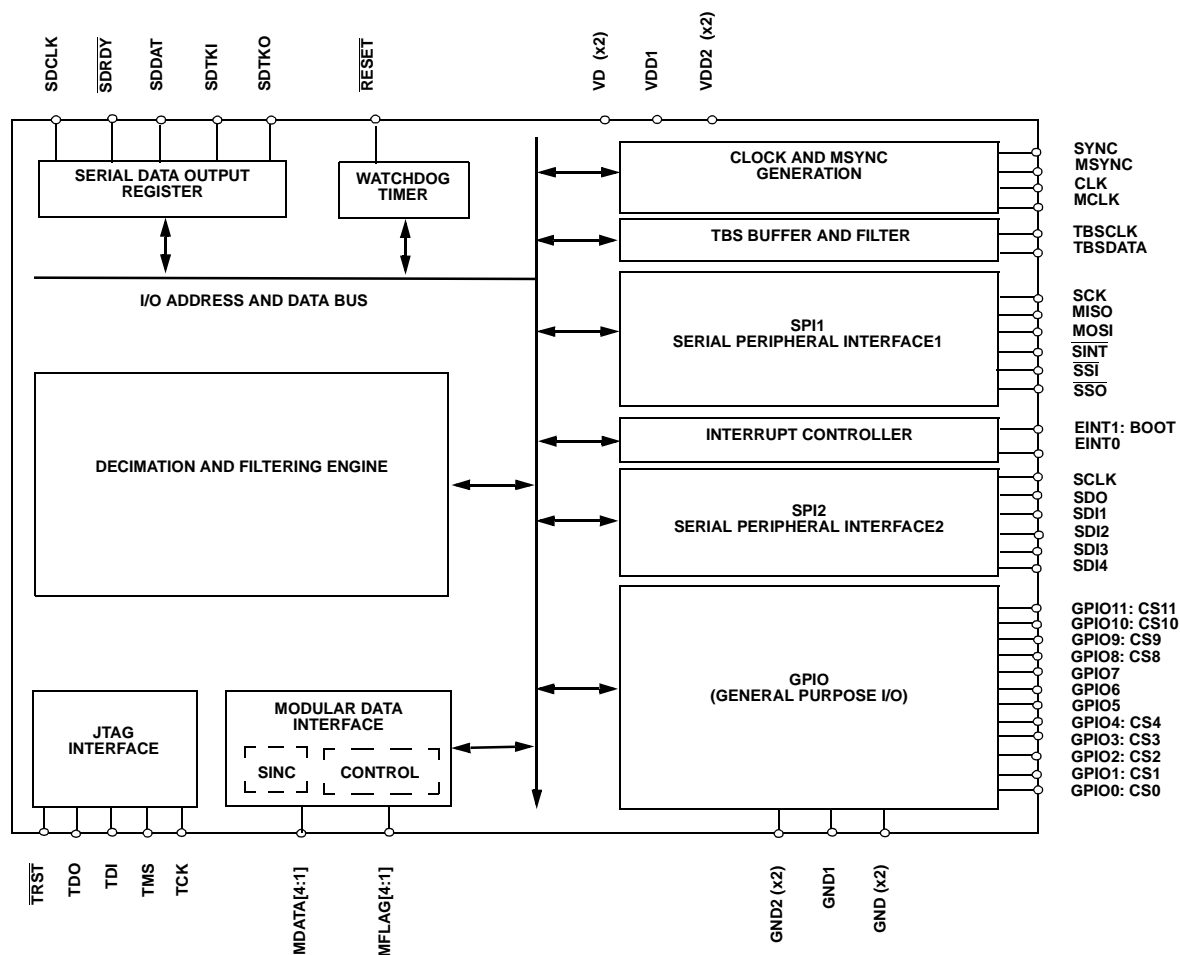 SDCLK
SDRDY
SDDAT
SDTKI
SDTKO
RESET
VD (x2)
VDD1
VDD2 (x2)
SERIAL DATA OUTPUT
REGISTER
WATCHDOG
TIMER
CLOCK AND MSYNC
GENERATION
SYNC
MSYNC
CLK
MCLK
TBS BUFFER AND FILTER
TBSCLK
TBSDATA
I/O ADDRESS AND DATA BUS
SPI1
SERIAL PERIPHERAL INTERFACE1
SCK
MISO
MOSI
SINT
SSI
SSO
INTERRUPT CONTROLLER
EINT1: BOOT
EINT0
DECIMATION AND FILTERING ENGINE
SPI2
SERIAL PERIPHERAL INTERFACE2
SCLK
SDO
SDI1
SDI2
SDI3
SDI4
GPIO
(GENERAL PURPOSE I/O)
GPIO11: CS11
GPIO10: CS10
GPIO9: CS9
GPIO8: CS8
GPIO7
GPIO6
GPIO5
GPIO4: CS4
GPIO3: CS3
GPIO2: CS2
GPIO1: CS1
GPIO0: CS0
JTAG
INTERFACE
MODULAR DATA
INTERFACE
SINC
CONTROL
TRST
TDO
TDI
TMS
TCK
MDATA[4:1]
MFLAG[4:1]
GND2 (x2)
GND1
GND (x2)